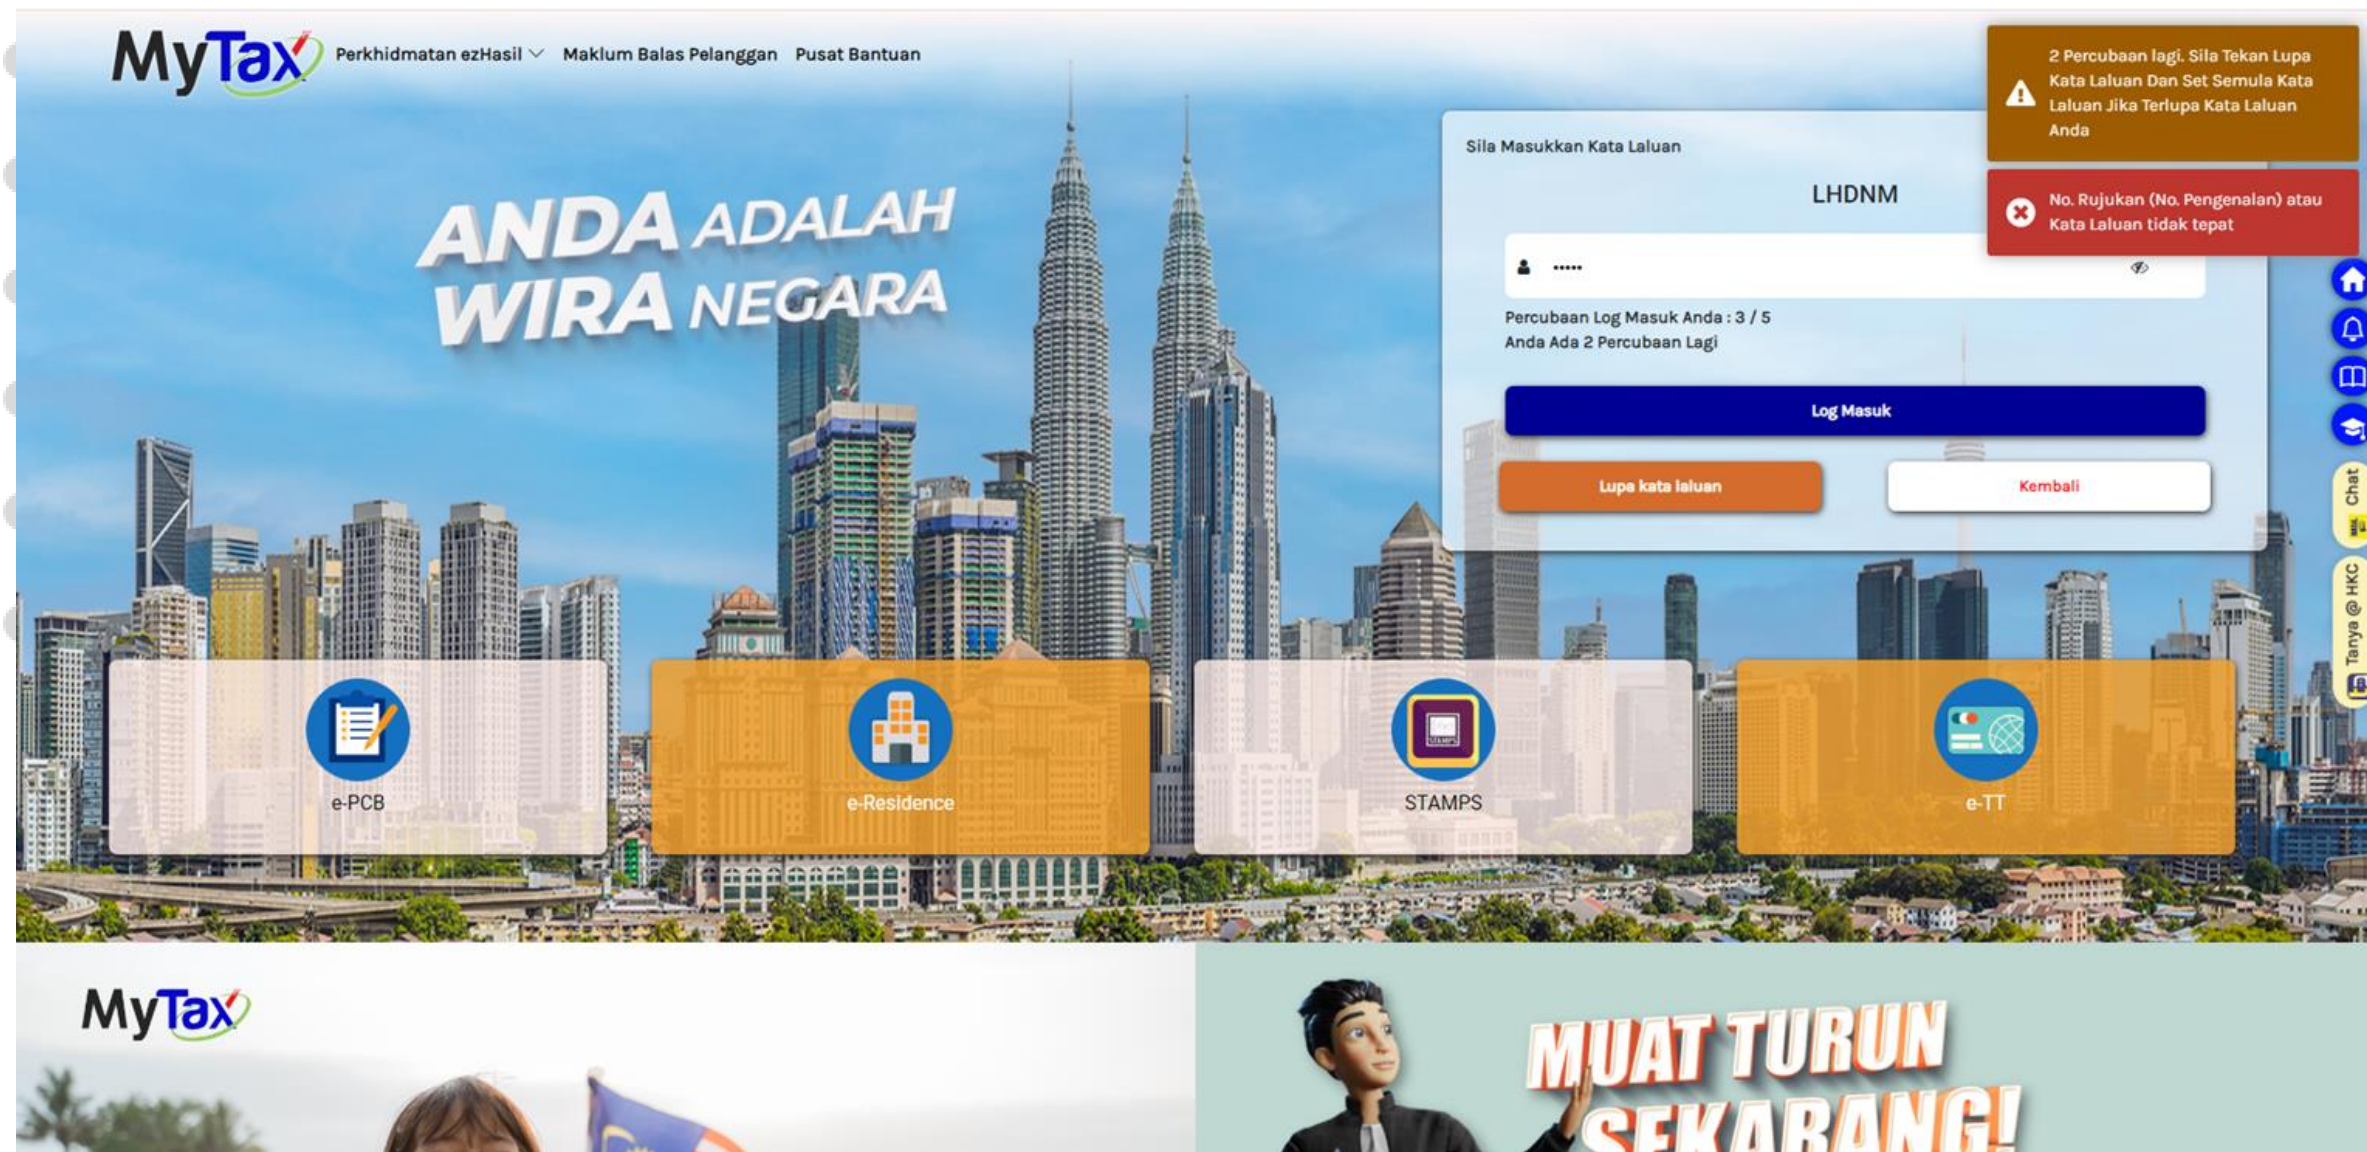 MyTax
Perkhidmatan ezHasil
Maklum Balas Pelanggan
Pusat Bantuan
2 Percubaan lagi. Sila Tekan Lupa
Kata Laluan Dan Set Semula Kata
Laluan Jika Terlupa Kata Laluan
Anda
No. Rujukan (No. Pengenalan) atau
Kata Laluan tidak tepat
ANDA ADALAH
WIRA NEGARA
Sila Masukkan Kata Laluan
LHDNM
•••••
Percubaan Log Masuk Anda : 3 / 5
Anda Ada 2 Percubaan Lagi
Log Masuk
Lupa kata laluan
Kembali
Chat
Tanya @ HKC
e-PCB
e-Residence
STAMPS
STAMPS
e-TT
MyTax
MUAT TURUN
SEKARANG!